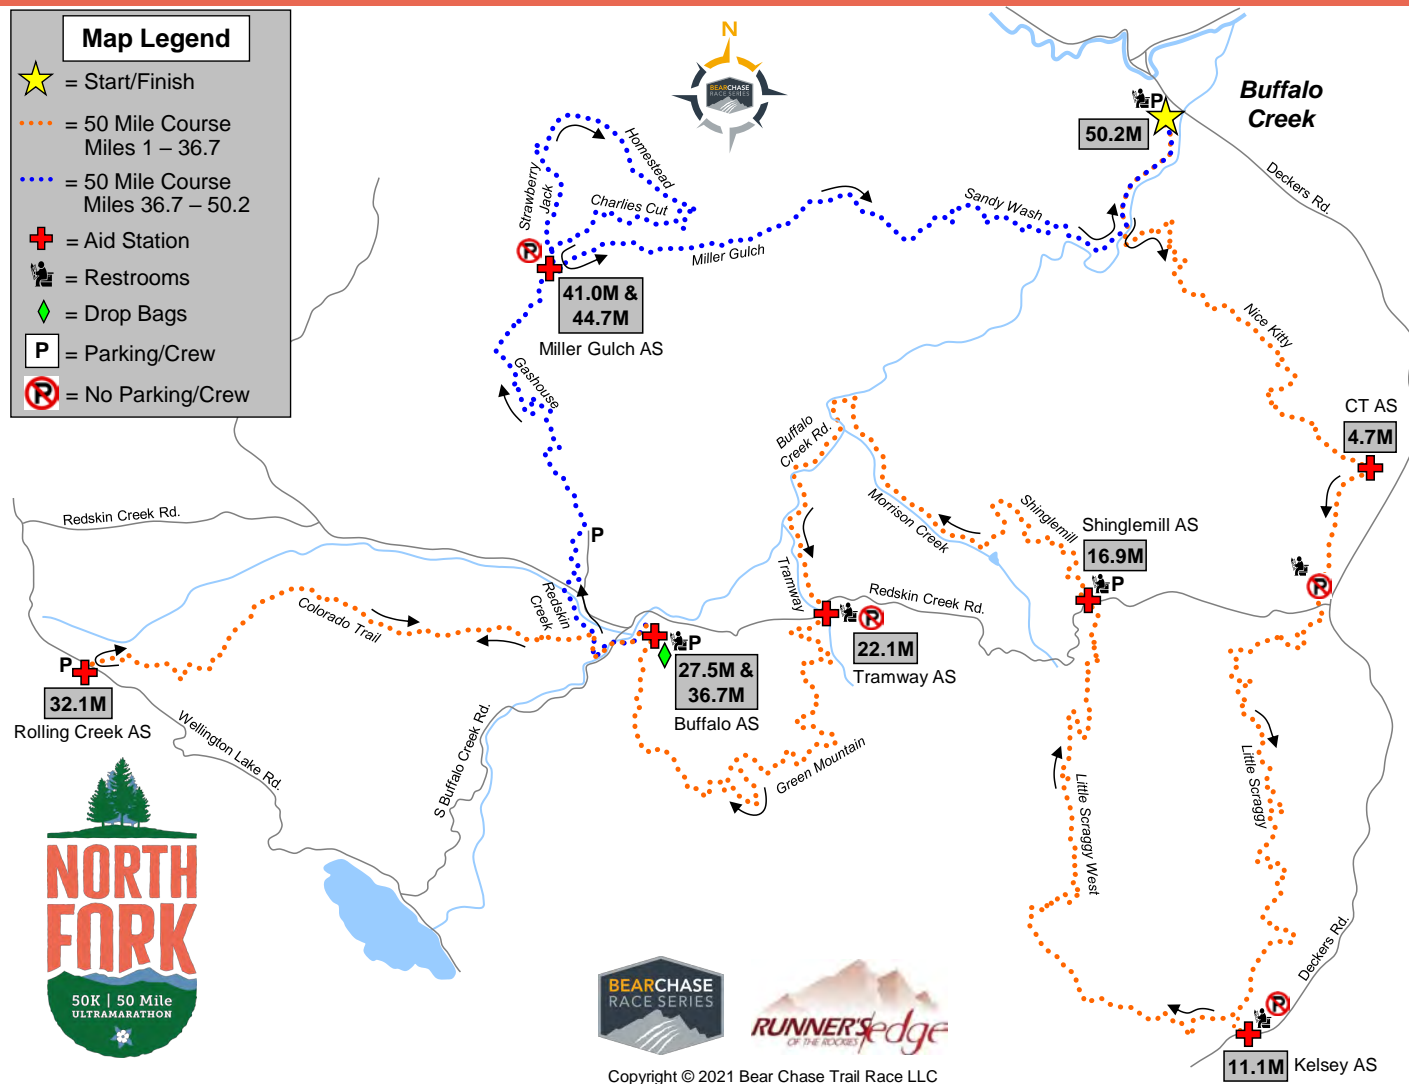 Map Legend
= Start/Finish
= 50 Mile Course
Miles 1 – 36.7
= 50 Mile Course
Miles 36.7 – 50.2
= Aid Station
= Restrooms
= Drop Bags
P = Parking/Crew
P = No Parking/Crew
N
BEARCHASE
RACE SERIES
P
50.2M
Buffalo
Creek
Deckers Rd.
Homestead
Strawberry
Jack
Charlies Cut
Sandy Wash
Miller Gulch
P
41.0M &
44.7M
Miller Gulch AS
Nice Kitty
Gashouse
CT AS
4.7M
Buffalo
Creek Rd.
Morrison Creek
Shinglemill
Shinglemill AS
16.9M
P
P
Redskin Creek Rd.
P
Redskin
Creek
Tramway
Redskin Creek Rd.
P
22.1M
Tramway AS
Colorado Trail
P
32.1M
Rolling Creek AS
P
27.5M &
36.7M
Buffalo AS
Wellington Lake Rd.
S Buffalo Creek Rd.
Green Mountain
Little Scraggy West
Little Scraggy
Deckers Rd.
P
11.1M
Kelsey AS
NORTH
FORK
50K | 50 Mile
ULTRAMARATHON
BEARCHASE
RACE SERIES
RUNNER'S edge
OF THE ROCKIES
Copyright © 2021 Bear Chase Trail Race LLC